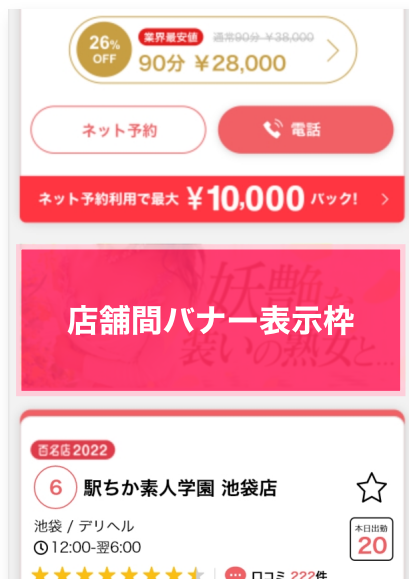 26%
OFF
業界最安値 通常90分 ¥38,000
90分 ¥28,000
ネット予約
電話
ネット予約利用で最大 ¥10,000 バック!
妖艶な
装いの熟女と...
店舗間バナー表示枠
百名店2022
6 駅ちか素人学園 池袋店
池袋 / デリヘル
本日出勤
20
12:00-翌6:00
口コミ 222件